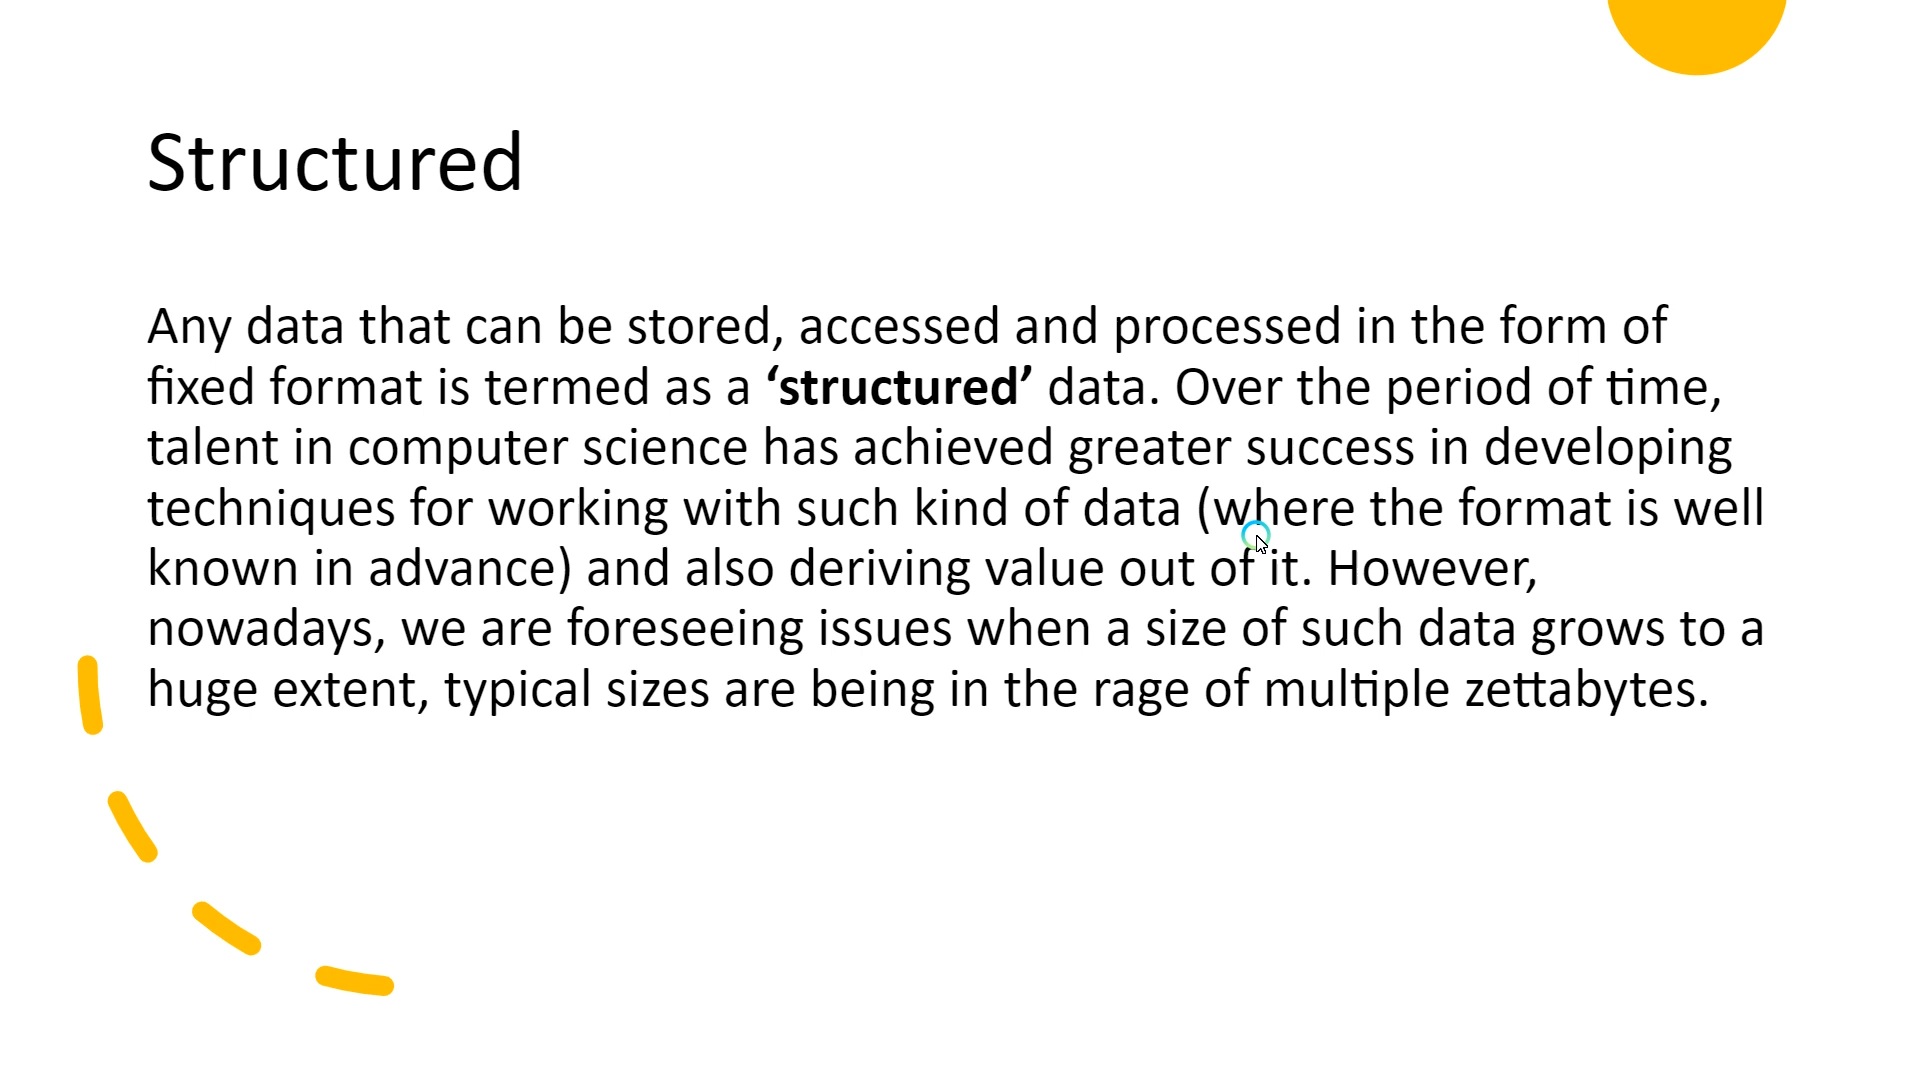 Structured
Any data that can be stored, accessed and processed in the form of
fixed format is termed as a ‘structured’ data. Over the period of time,
talent in computer science has achieved greater success in developing
techniques for working with such kind of data (where the format is well
known in advance) and also deriving value out of it. However,
nowadays, we are foreseeing issues when a size of such data grows to a
huge extent, typical sizes are being in the rage of multiple zettabytes.